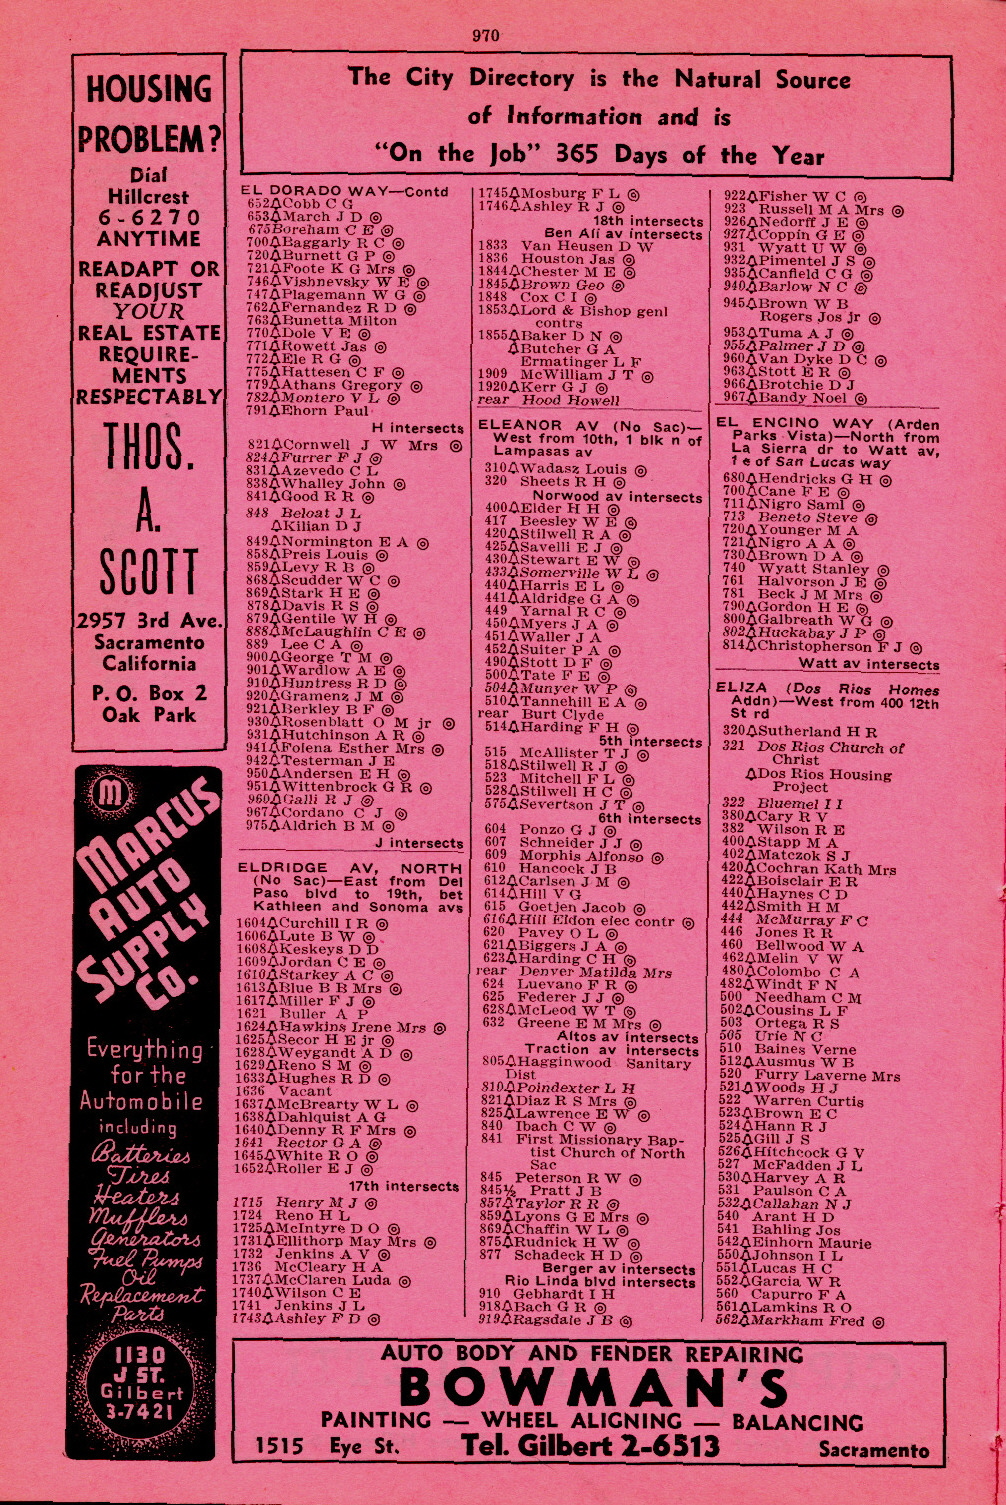 970
HOUSING
PROBLEM?
Dial
Hillcrest
6-6270
ANYTIME
READAPT OR
READJUST
YOUR
REAL ESTATE
REQUIRE-
MENTS
RESPECTABLY
THOS.
A.
SCOTT
2957 3rd Ave.
Sacramento
California
P. O. Box 2
Oak Park
M
MARCUS
AUTO
SUPPLY
Co.
Everything
for the
Automobile
including
Batteries
Tires
Heaters
Mufflers
Generators
Fuel Pumps
Oil
Replacement
Parts
1130
J ST.
Gilbert
3-7421
The City Directory is the Natural Source
of Information and is
“On the Job” 365 Days of the Year
EL DORADO WAY—Contd
652△Cobb C G
653△March J D ◎
675Boreham C E ◎
700△Baggarly R C ◎
720△Burnett G P ◎
721△Foote K G Mrs ◎
746△Vishnevsky W E ◎
747△Plagemann W G ◎
762△Fernandez R D ◎
763△Bunetta Milton
770△Dole V E ◎
771△Rowett Jas ◎
772△Ele R G ◎
775△Hattesen C F ◎
779△Athans Gregory ◎
782△Montero V L ◎
791△Ehorn Paul
H intersects
821△Cornwell J W Mrs ◎
824△Furrer F J ◎
831△Azevedo C L
838△Whalley John ◎
841△Good R R ◎
848 Beloat J L
△Kilian D J
849△Normington E A ◎
858△Preis Louis ◎
859△Levy R B ◎
868△Scudder W C ◎
869△Stark H E ◎
878△Davis R S ◎
879△Gentile W H ◎
888△McLaughlin C E ◎
889 Lee C A ◎
900△George T M ◎
901△Wardlow A E ◎
910△Huntress R D ◎
920△Gramenz J M ◎
921△Berkley B F ◎
930△Rosenblatt O M jr ◎
931△Hutchinson A R ◎
941△Folena Esther Mrs ◎
942△Testerman J E
950△Andersen E H ◎
951△Wittenbrock G R ◎
960△Galli R J ◎
967△Cordano C J ◎
975△Aldrich B M ◎
J intersects
ELDRIDGE AV, NORTH
(No Sac)—East from Del
Paso blvd to 19th, bet
Kathleen and Sonoma avs
1604△Curchill I R ◎
1606△Lute B W ◎
1608△Keskeys D D
1609△Jordan C E ◎
1610△Starkey A C ◎
1613△Blue B B Mrs ◎
1617△Miller F J ◎
1621 Buller A P
1624△Hawkins Irene Mrs ◎
1625△Secor H E jr ◎
1628△Weygandt A D ◎
1629△Reno S M ◎
1633△Hughes R D ◎
1636 Vacant
1637△McBrearty W L ◎
1638△Dahlquist A G
1640△Denny R F Mrs ◎
1641 Rector G A ◎
1645△White R O ◎
1652△Roller E J ◎
17th intersects
1715 Henry M J ◎
1724 Reno H L
1725△McIntyre D O ◎
1731△Ellithorp May Mrs ◎
1732 Jenkins A V ◎
1736 McCleary H A
1737△McClaren Luda ◎
1740△Wilson C E
1741 Jenkins J L
1743△Ashley F D ◎
1745△Mosburg F L ◎
1746△Ashley R J ◎
18th intersects
Ben Ali av intersects
1833 Van Heusen D W
1836 Houston Jas ◎
1844△Chester M E ◎
1845△Brown Geo ◎
1848 Cox C I ◎
1853△Lord & Bishop genl
contrs
1855△Baker D N ◎
△Butcher G A
Ermatinger L F
1909 McWilliam J T ◎
1920△Kerr G J ◎
rear Hood Howell
ELEANOR AV (No Sac)—
West from 10th, 1 blk n of
Lampasas av
310△Wadasz Louis ◎
320 Sheets R H ◎
Norwood av intersects
400△Elder H H ◎
417 Beesley W E ◎
420△Stilwell R A ◎
425△Savelli E J ◎
430△Stewart E W ◎
433△Somerville W L ◎
440△Harris E L ◎
441△Aldridge G A ◎
449 Yarnal R C ◎
450△Myers J A ◎
451△Waller J A
452△Suiter P A ◎
490△Stott D F ◎
500△Tate F E ◎
504△Munyer W P ◎
510△Tannehill E A ◎
rear Burt Clyde
514△Harding F H ◎
5th intersects
515 McAllister T J ◎
518△Stilwell R J ◎
523 Mitchell F L ◎
528△Stilwell H C ◎
575△Severtson J T ◎
6th intersects
604 Ponzo G J ◎
607 Schneider J J ◎
609 Morphis Alfonso ◎
610 Hancock J B
612△Carlsen J M ◎
614△Hill V G
615 Goetjen Jacob ◎
616△Hill Eldon elec contr ◎
620 Pavey O L ◎
621△Biggers J A ◎
623△Harding C H ◎
rear Denver Matilda Mrs
624 Luevano F R ◎
625 Federer J J ◎
628△McLeod W T ◎
632 Greene E M Mrs ◎
Altos av intersects
Traction av intersects
805△Hagginwood Sanitary
Dist
810△Poindexter L H
821△Diaz R S Mrs ◎
825△Lawrence E W ◎
840 Ibach C W ◎
841 First Missionary Bap-
tist Church of North
Sac
845 Peterson R W ◎
845½ Pratt J B
857△Taylor R R ◎
859△Lyons G E Mrs ◎
869△Chaffin W L ◎
875△Rudnick H W ◎
877 Schadeck H D ◎
Berger av intersects
Rio Linda blvd intersects
910 Gebhardt I H
918△Bach G R ◎
919△Ragsdale J B ◎
922△Fisher W C ◎
923 Russell M A Mrs ◎
926△Nedorff J E ◎
927△Coppin G E ◎
931 Wyatt U W ◎
932△Pimentel J S ◎
935△Canfield C G ◎
940△Barlow N C ◎
945△Brown W B
Rogers Jos jr ◎
953△Tuma A J ◎
955△Palmer J D ◎
960△Van Dyke D C ◎
963△Stott E R ◎
966△Brotchie D J
967△Bandy Noel ◎
EL ENCINO WAY (Arden
Parks Vista)—North from
La Sierra dr to Watt av,
1 e of San Lucas way
680△Hendricks G H ◎
700△Cane F E ◎
711△Nigro Saml ◎
713 Beneto Steve ◎
720△Younger M A
721△Nigro A A ◎
730△Brown D A ◎
740 Wyatt Stanley ◎
761 Halvorson J E ◎
781 Beck J M Mrs ◎
790△Gordon H E ◎
800△Galbreath W G ◎
802△Huckabay J P ◎
814△Christopherson F J ◎
Watt av intersects
ELIZA (Dos Rios Homes
Addn)—West from 400 12th
St rd
320△Sutherland H R
321 Dos Rios Church of
Christ
△Dos Rios Housing
Project
322 Bluemel I I
380△Cary R V
382 Wilson R E
400△Stapp M A
402△Matczok S J
420△Cochran Kath Mrs
422△Boisclair E R
440△Haynes C D
442△Smith H M
444 McMurray F C
446 Jones R R
460 Bellwood W A
462△Melin V W
480△Colombo C A
482△Windt F N
500 Needham C M
502△Cousins L F
503 Ortega R S
505 Urie N C
510 Baines Verne
512△Ausmus W B
520 Furry Laverne Mrs
521△Woods H J
522 Warren Curtis
523△Brown E C
524△Hann R J
525△Gill J S
526△Hitchcock G V
527 McFadden J L
530△Harvey A R
531 Paulson C A
532△Callahan N J
540 Arant H D
541 Bahling Jos
542△Einhorn Maurie
550△Johnson I L
551△Lucas H C
552△Garcia W R
560 Capurro F A
561△Lamkins R O
562△Markham Fred ◎
AUTO BODY AND FENDER REPAIRING
BOWMAN'S
PAINTING — WHEEL ALIGNING — BALANCING
1515 Eye St. Tel. Gilbert 2-6513 Sacramento